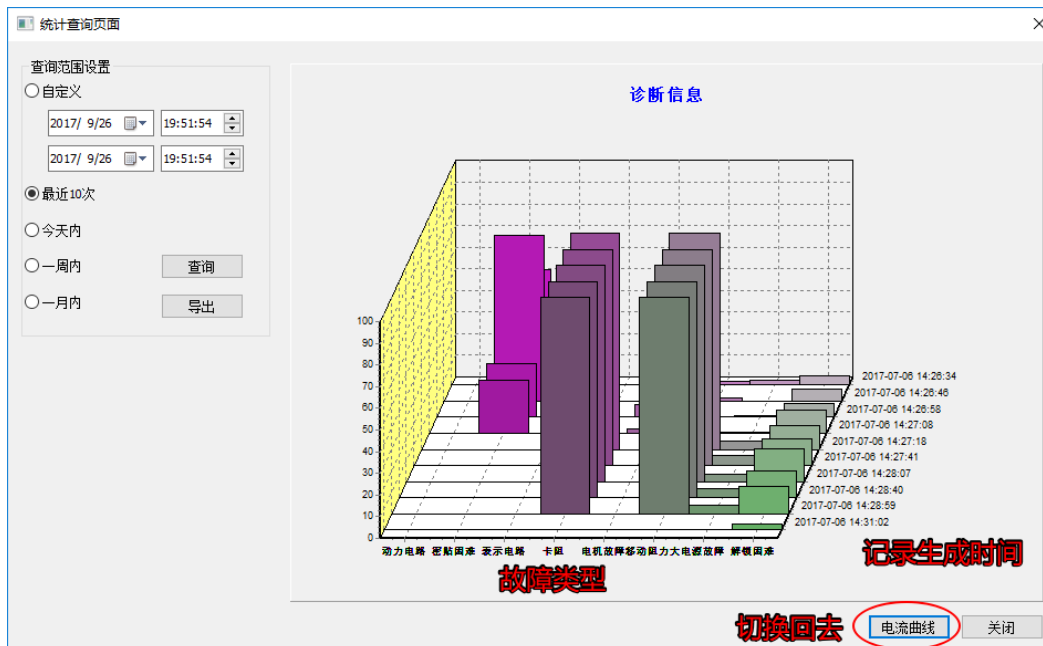 统计查询页面
查询范围设置
自定义
2017/ 9/26 19:51:54
2017/ 9/26 19:51:54
最近10次
今天内
一周内 查询
一月内 导出
诊断信息
100
90
80
70
60
50
40
30
20
10
0
2017-07-06 14:26:34
2017-07-06 14:26:46
2017-07-06 14:26:58
2017-07-06 14:27:08
2017-07-06 14:27:18
2017-07-06 14:27:41
2017-07-06 14:28:07
2017-07-06 14:28:40
2017-07-06 14:28:59
2017-07-06 14:31:02
动力电路 密贴困难 表示电路 卡阻 电机故障 移动阻力大 电源故障 解锁困难
故障类型
记录生成时间
切换回去 电流曲线 关闭